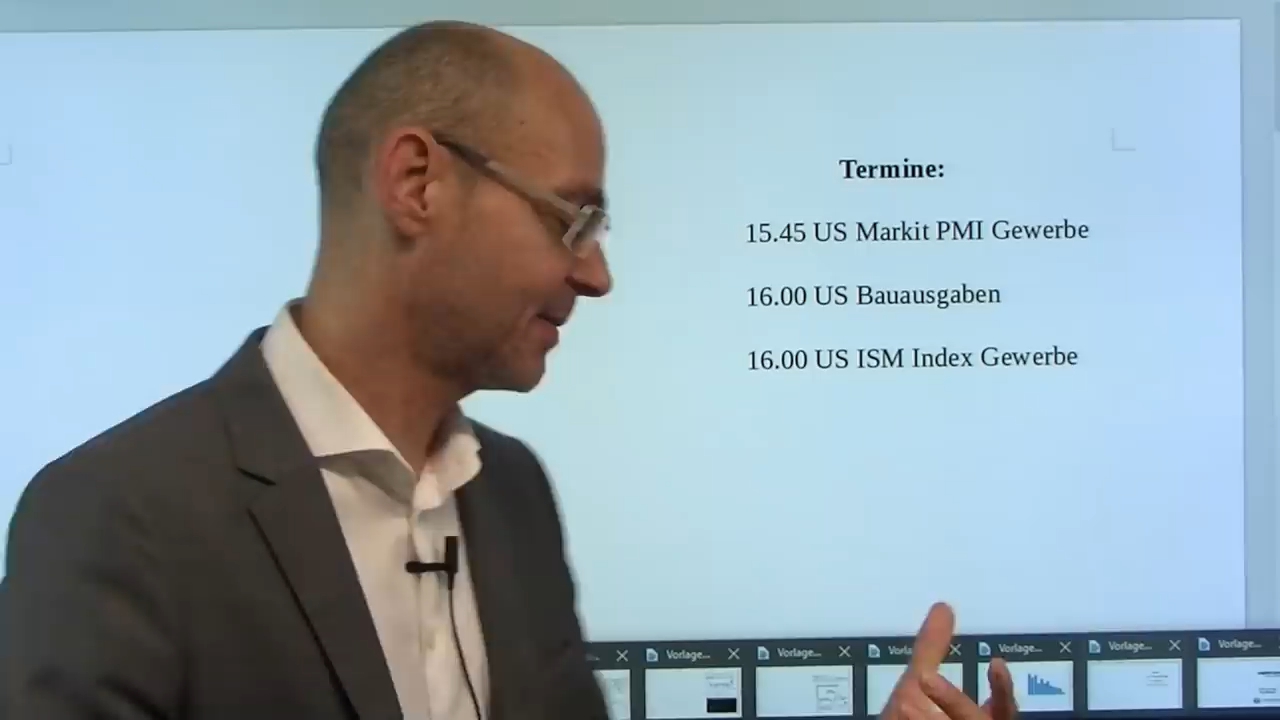 Termine:
15.45 US Markit PMI Gewerbe
16.00 US Bauausgaben
16.00 US ISM Index Gewerbe
Vorlage... Vorlage... Vorlage... Vorlage... Vorlage...